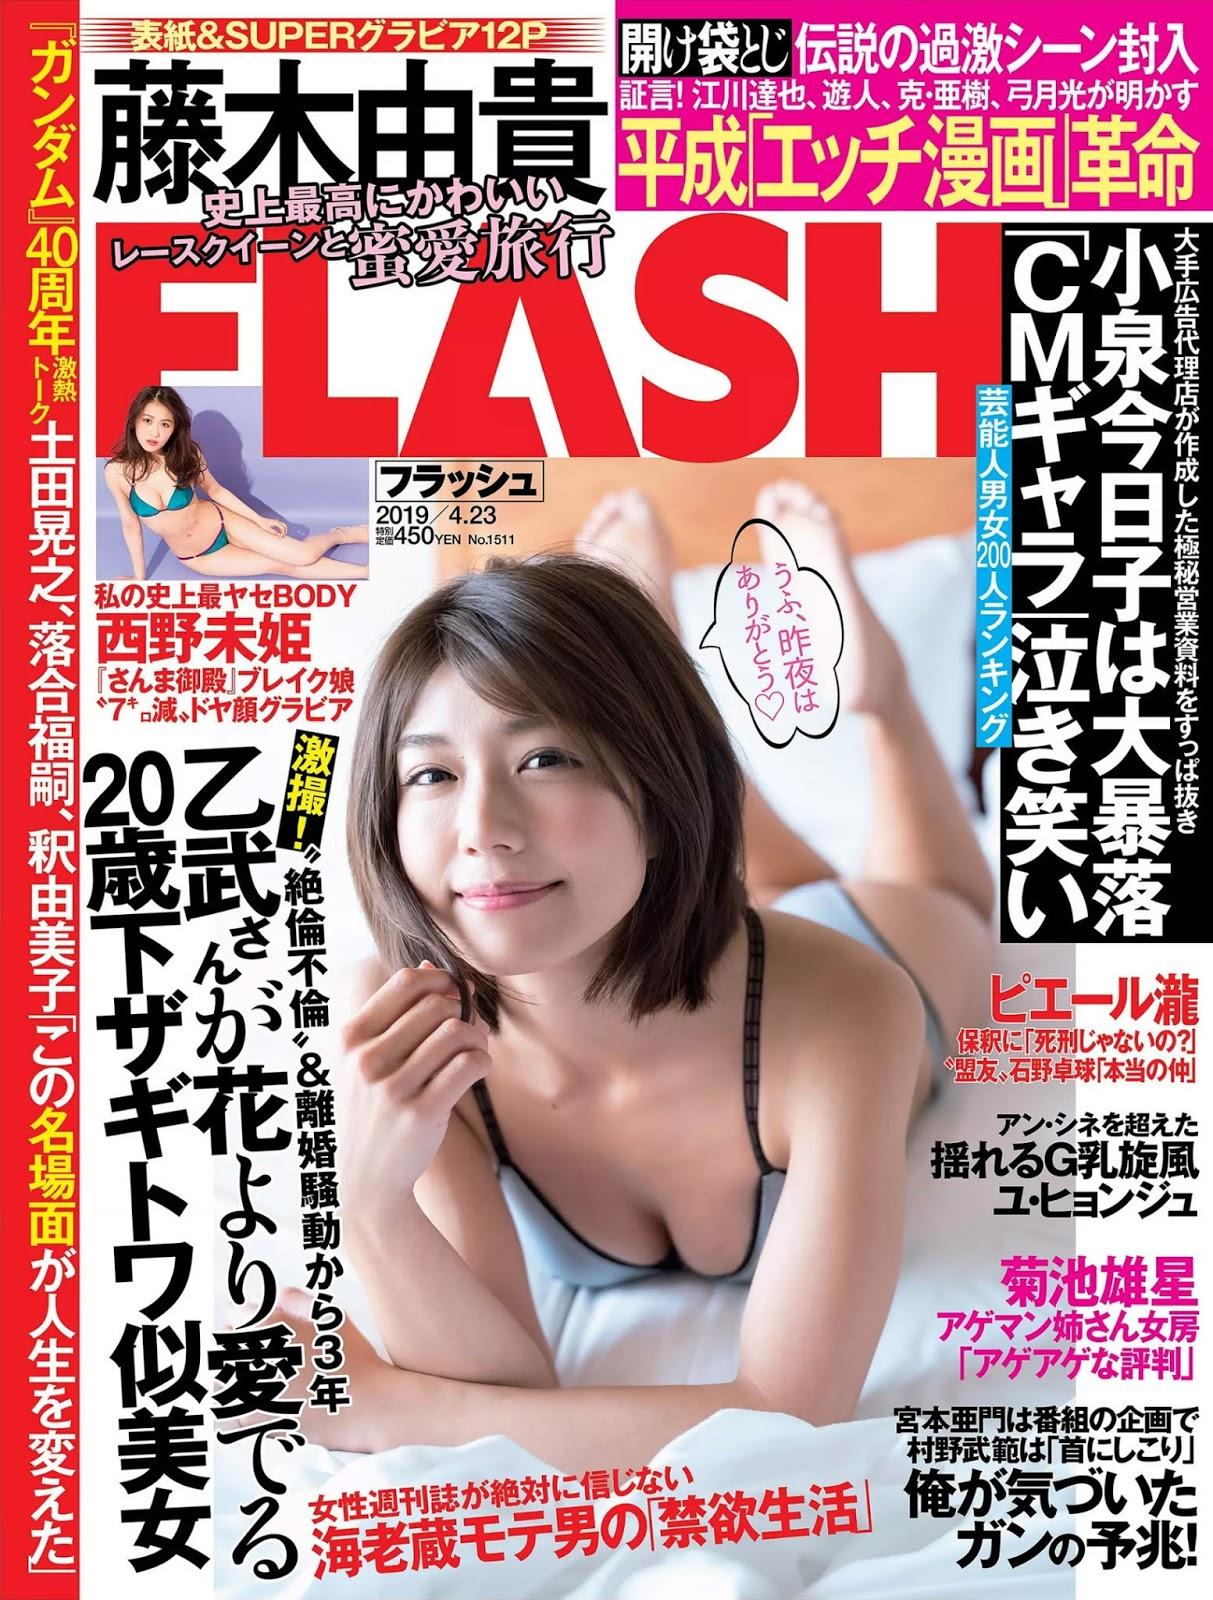 表紙&SUPERグラビア12P
藤木由貴
史上最高にかわいい
レースクイーンと蜜愛旅行
開け袋とじ 伝説の過激シーン封入
証言!江川達也、遊人、克・亜樹、弓月光が明かす
平成「エッチ漫画」革命
FLASH
フラッシュ
2019/4.23
特別定価450YEN No.1511
大手広告代理店が作成した極秘営業資料をすっぱ抜き
小泉今日子は大暴落
「CMギャラ」泣き笑い
芸能人男女200人ランキング
『ガンダム』40周年激熱トーク 土田晃之、落合福嗣、釈由美子「この名場面が人生を変えた」
私の史上最ヤセBODY
西野未姫
『さんま御殿』ブレイク娘
〝7㌔減〟ドヤ顔グラビア
うふ、昨夜は
ありがとう♡
激撮!〝絶倫不倫〟&離婚騒動から3年
乙武さんが花より愛でる
20歳下ザギトワ似美女
ピエール瀧
保釈に「死刑じゃないの?」
〝盟友〟石野卓球「本当の仲」
アン・シネを超えた
揺れるG乳旋風
ユ・ヒョンジュ
菊池雄星
アゲマン姉さん女房
「アゲアゲな評判」
宮本亜門は番組の企画で
村野武範は「首にしこり」
俺が気づいた
ガンの予兆!
女性週刊誌が絶対に信じない
海老蔵モテ男の「禁欲生活」